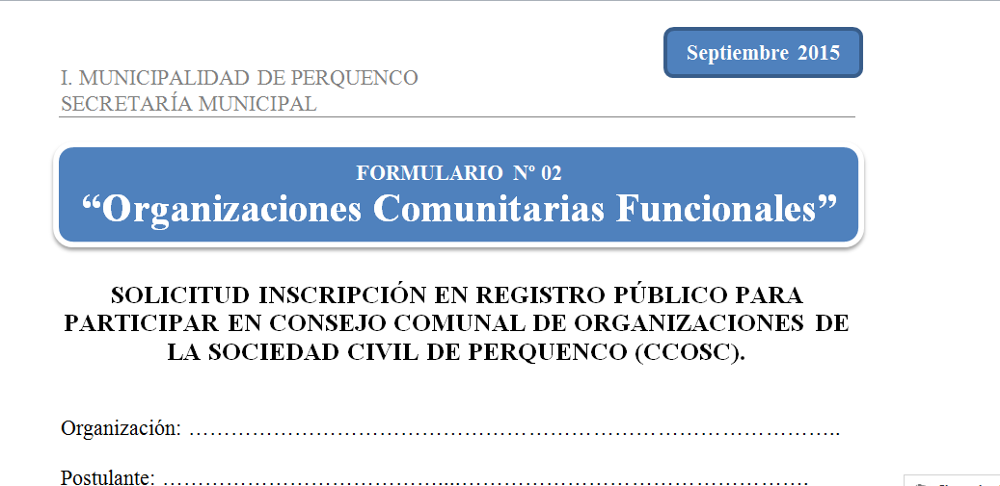 Septiembre 2015
I. MUNICIPALIDAD DE PERQUENCO
SECRETARÍA MUNICIPAL
FORMULARIO Nº 02
“Organizaciones Comunitarias Funcionales”
SOLICITUD INSCRIPCIÓN EN REGISTRO PÚBLICO PARA
PARTICIPAR EN CONSEJO COMUNAL DE ORGANIZACIONES DE
LA SOCIEDAD CIVIL DE PERQUENCO (CCOSC).
Organización: …………………………………………………………………………………..
Postulante: …………………………………....………………………………………….